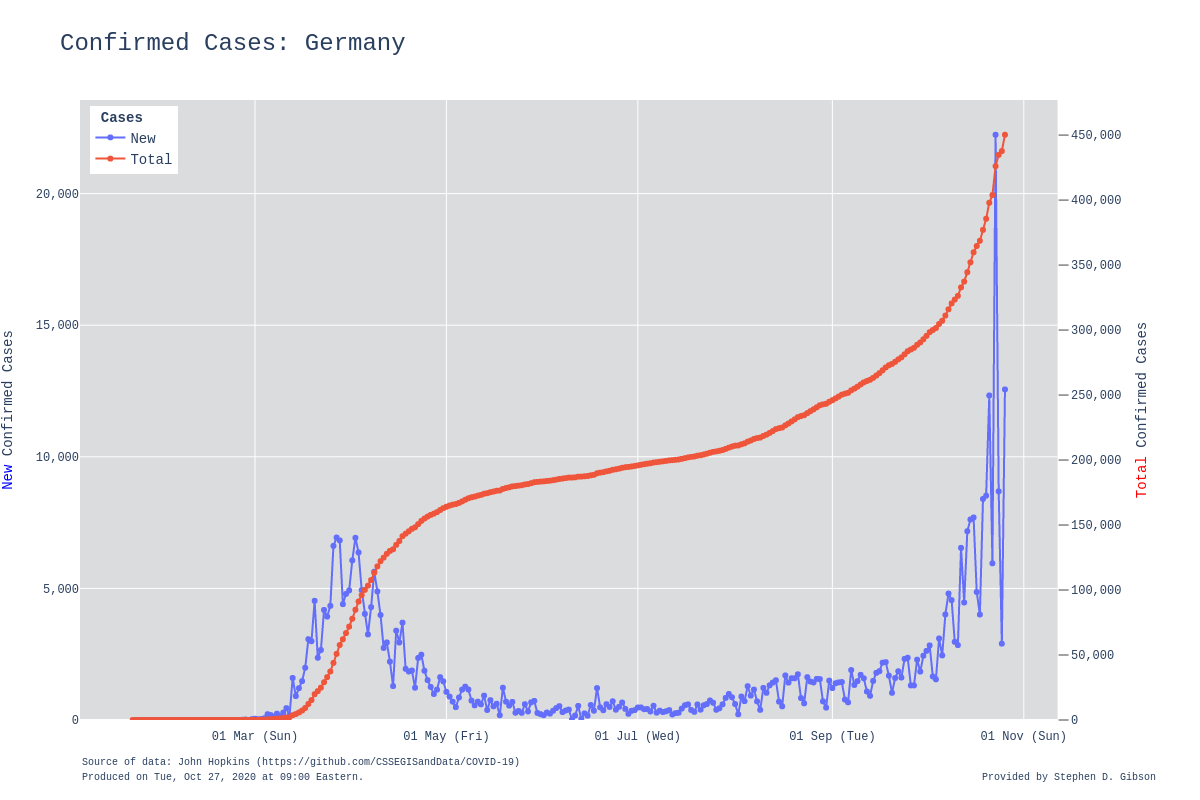 Confirmed Cases: Germany
Cases
New
Total
20,000
15,000
10,000
5,000
0
New Confirmed Cases
450,000
400,000
350,000
300,000
250,000
200,000
150,000
100,000
50,000
0
Total Confirmed Cases
01 Mar (Sun)
01 May (Fri)
01 Jul (Wed)
01 Sep (Tue)
01 Nov (Sun)
Source of data: John Hopkins (https://github.com/CSSEGISandData/COVID-19)
Produced on Tue, Oct 27, 2020 at 09:00 Eastern.
Provided by Stephen D. Gibson